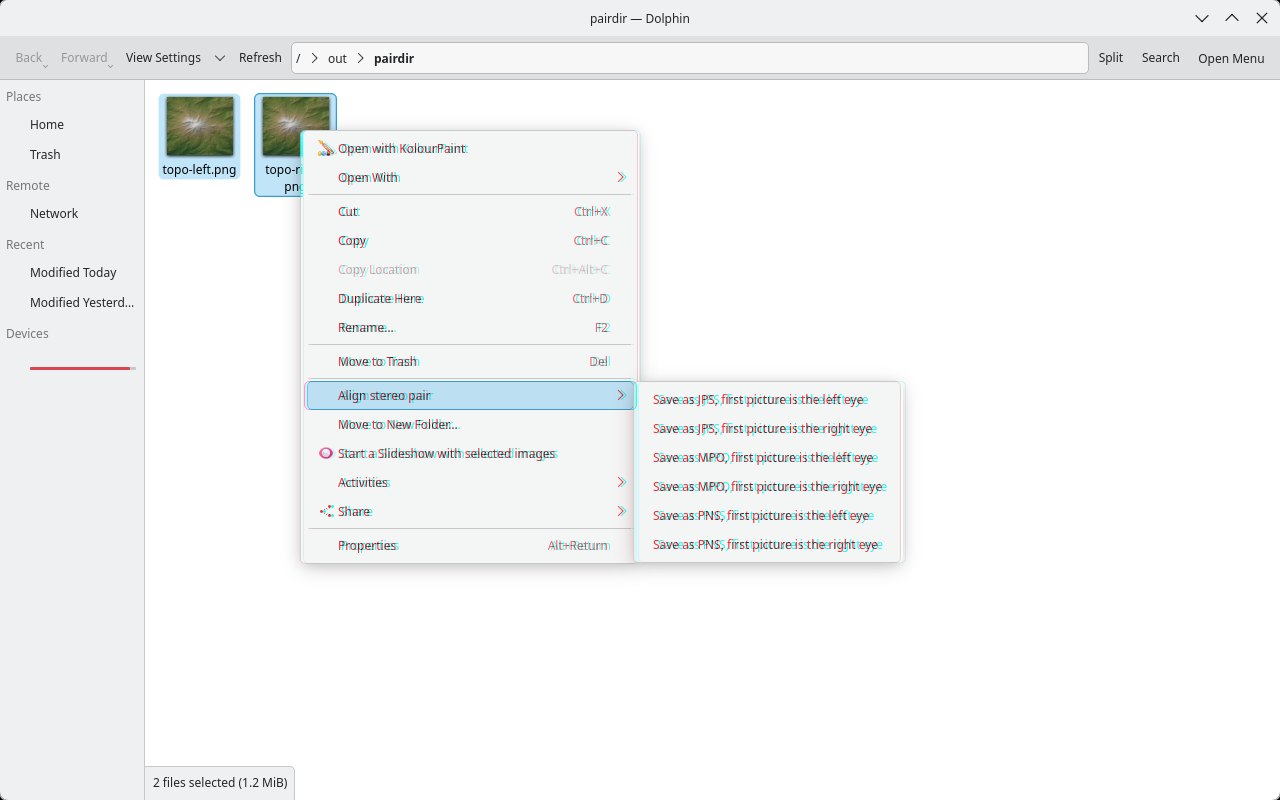 pairdir — Dolphin
Back Forward View Settings Refresh / out pairdir Split Search Open Menu
Places
Home
Trash
Remote
Network
Recent
Modified Today
Modified Yesterd...
Devices
topo-left.png
topo-r
png
Open with KolourPaint
Open With
Cut Ctrl+X
Copy Ctrl+C
Copy Location Ctrl+Alt+C
Duplicate Here Ctrl+D
Rename... F2
Move to Trash Del
Align stereo pair
Move to New Folder...
Start a Slideshow with selected images
Activities
Share
Properties Alt+Return
Save as JPS, first picture is the left eye
Save as JPS, first picture is the right eye
Save as MPO, first picture is the left eye
Save as MPO, first picture is the right eye
Save as PNS, first picture is the left eye
Save as PNS, first picture is the right eye
2 files selected (1.2 MiB)